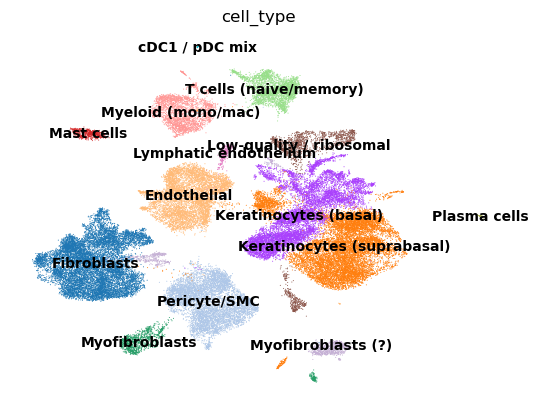 cell_type
cDC1 / pDC mix
T cells (naive/memory)
Myeloid (mono/mac)
Mast cells
Low-quality / ribosomal
Lymphatic endothelium
Endothelial
Keratinocytes (basal)
Plasma cells
Keratinocytes (suprabasal)
Fibroblasts
Pericyte/SMC
Myofibroblasts
Myofibroblasts (?)